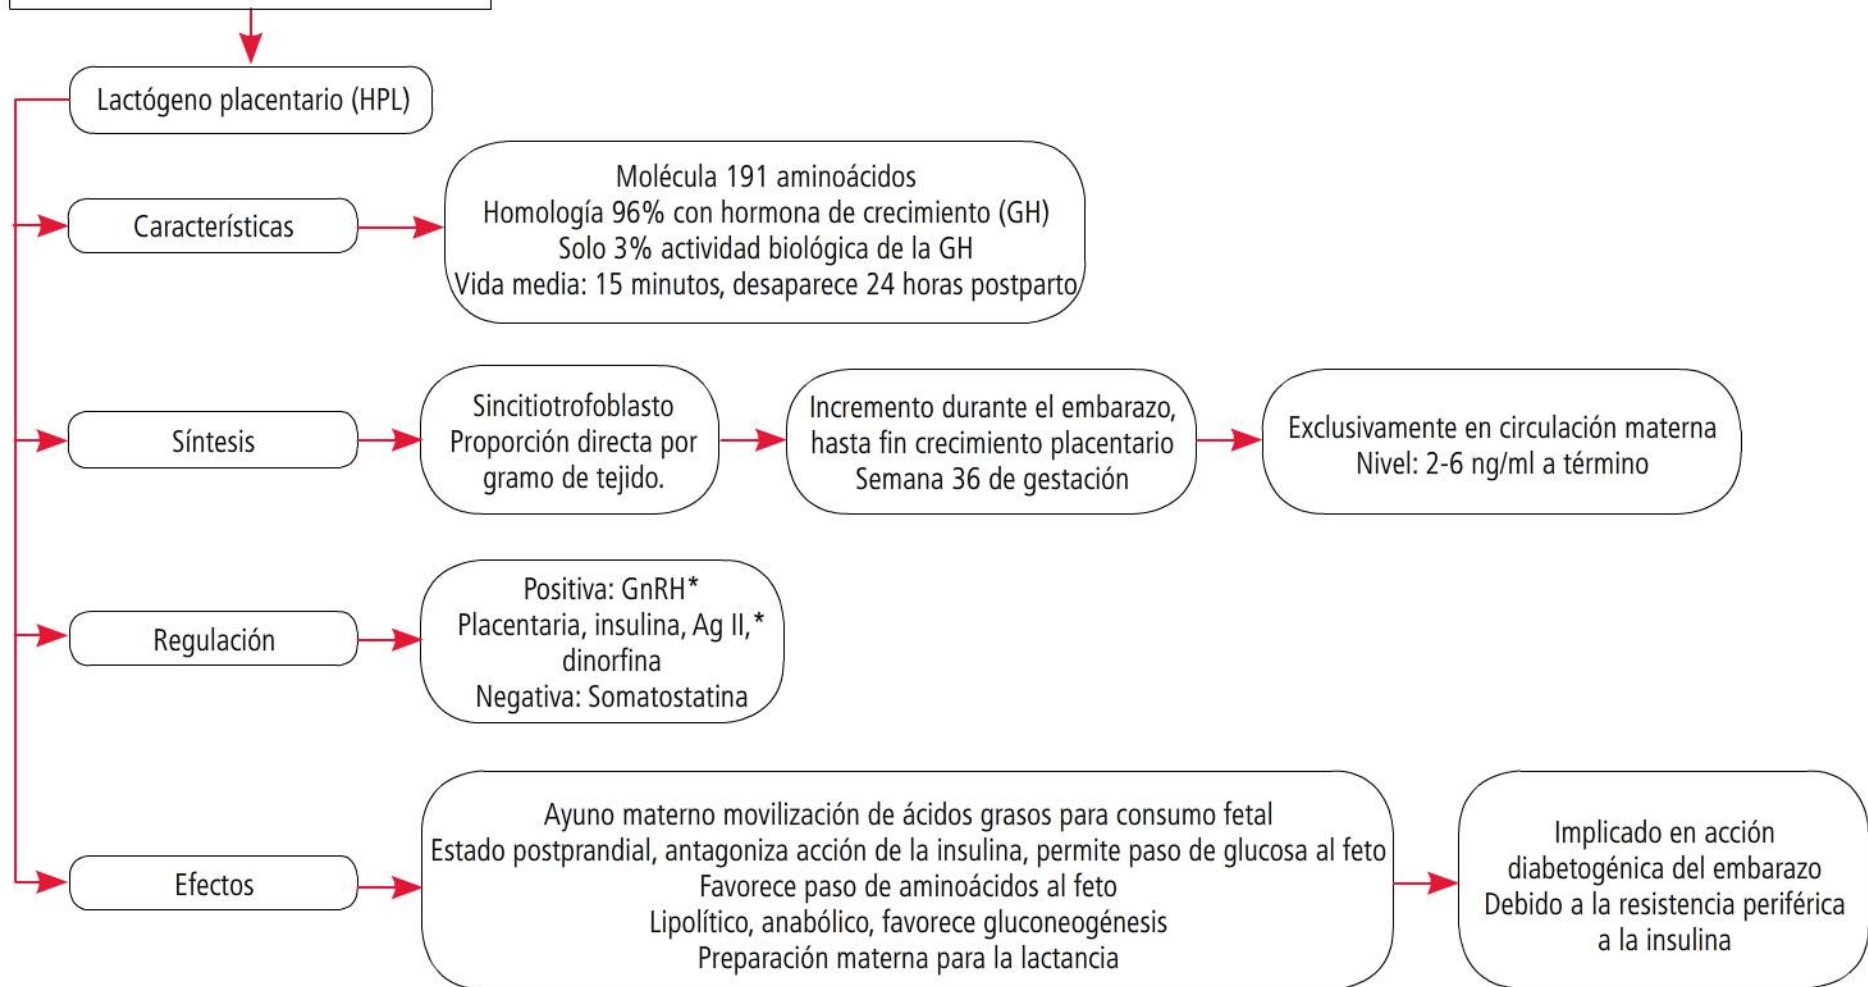 Lactógeno placentario (HPL)
Características
Molécula 191 aminoácidos
Homología 96% con hormona de crecimiento (GH)
Solo 3% actividad biológica de la GH
Vida media: 15 minutos, desaparece 24 horas postparto
Síntesis
Sincitiotrofoblasto
Proporción directa por
gramo de tejido.
Incremento durante el embarazo,
hasta fin crecimiento placentario
Semana 36 de gestación
Exclusivamente en circulación materna
Nivel: 2-6 ng/ml a término
Regulación
Positiva: GnRH*
Placentaria, insulina, Ag II,*
dinorfina
Negativa: Somatostatina
Efectos
Ayuno materno movilización de ácidos grasos para consumo fetal
Estado postprandial, antagoniza acción de la insulina, permite paso de glucosa al feto
Favorece paso de aminoácidos al feto
Lipolítico, anabólico, favorece gluconeogénesis
Preparación materna para la lactancia
Implicado en acción
diabetogénica del embarazo
Debido a la resistencia periférica
a la insulina